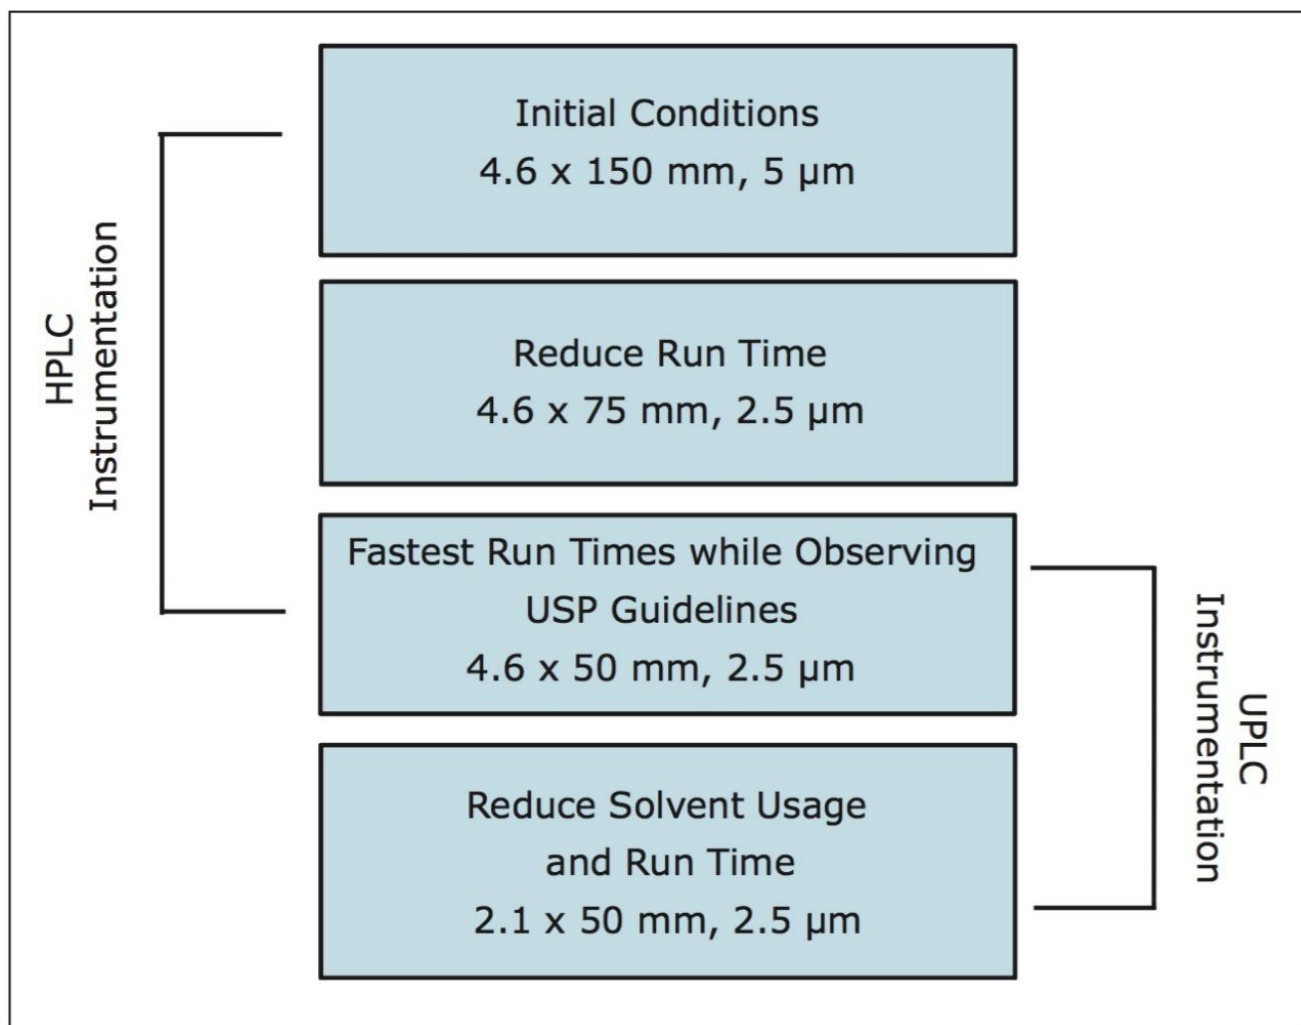 Initial Conditions
4.6 x 150 mm, 5 µm
HPLC
Instrumentation
Reduce Run Time
4.6 x 75 mm, 2.5 µm
Fastest Run Times while Observing
USP Guidelines
4.6 x 50 mm, 2.5 µm
UPLC
Instrumentation
Reduce Solvent Usage
and Run Time
2.1 x 50 mm, 2.5 µm